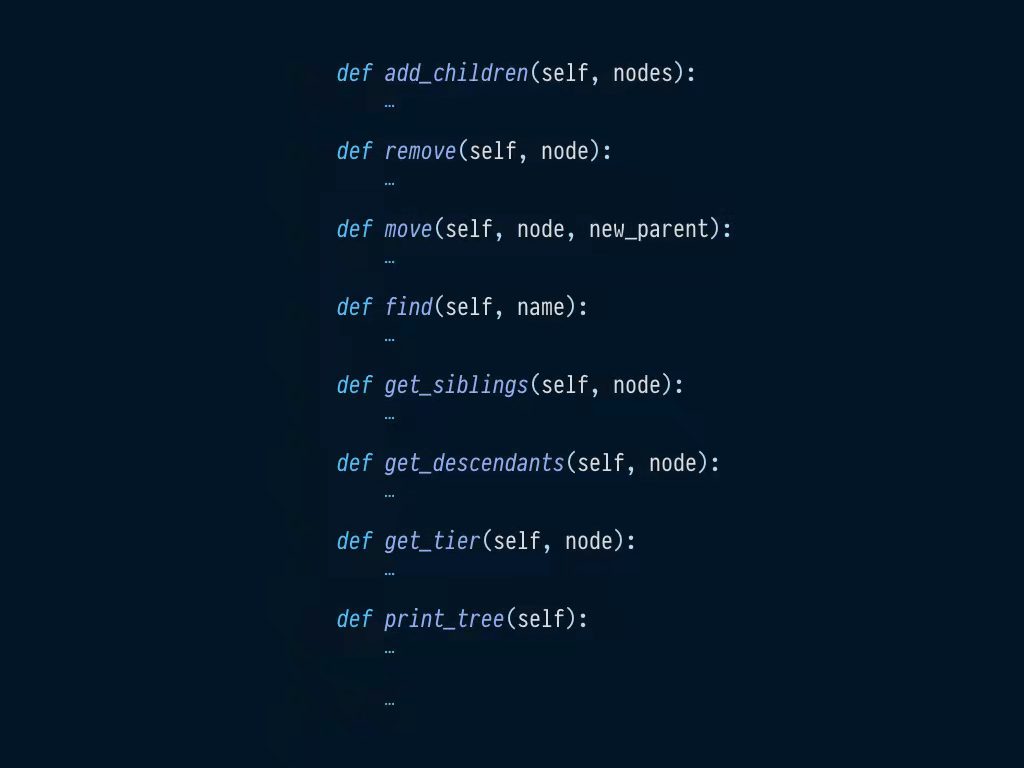 def add_children(self, nodes):
…
def remove(self, node):
…
def move(self, node, new_parent):
…
def find(self, name):
…
def get_siblings(self, node):
…
def get_descendants(self, node):
…
def get_tier(self, node):
…
def print_tree(self):
…
…